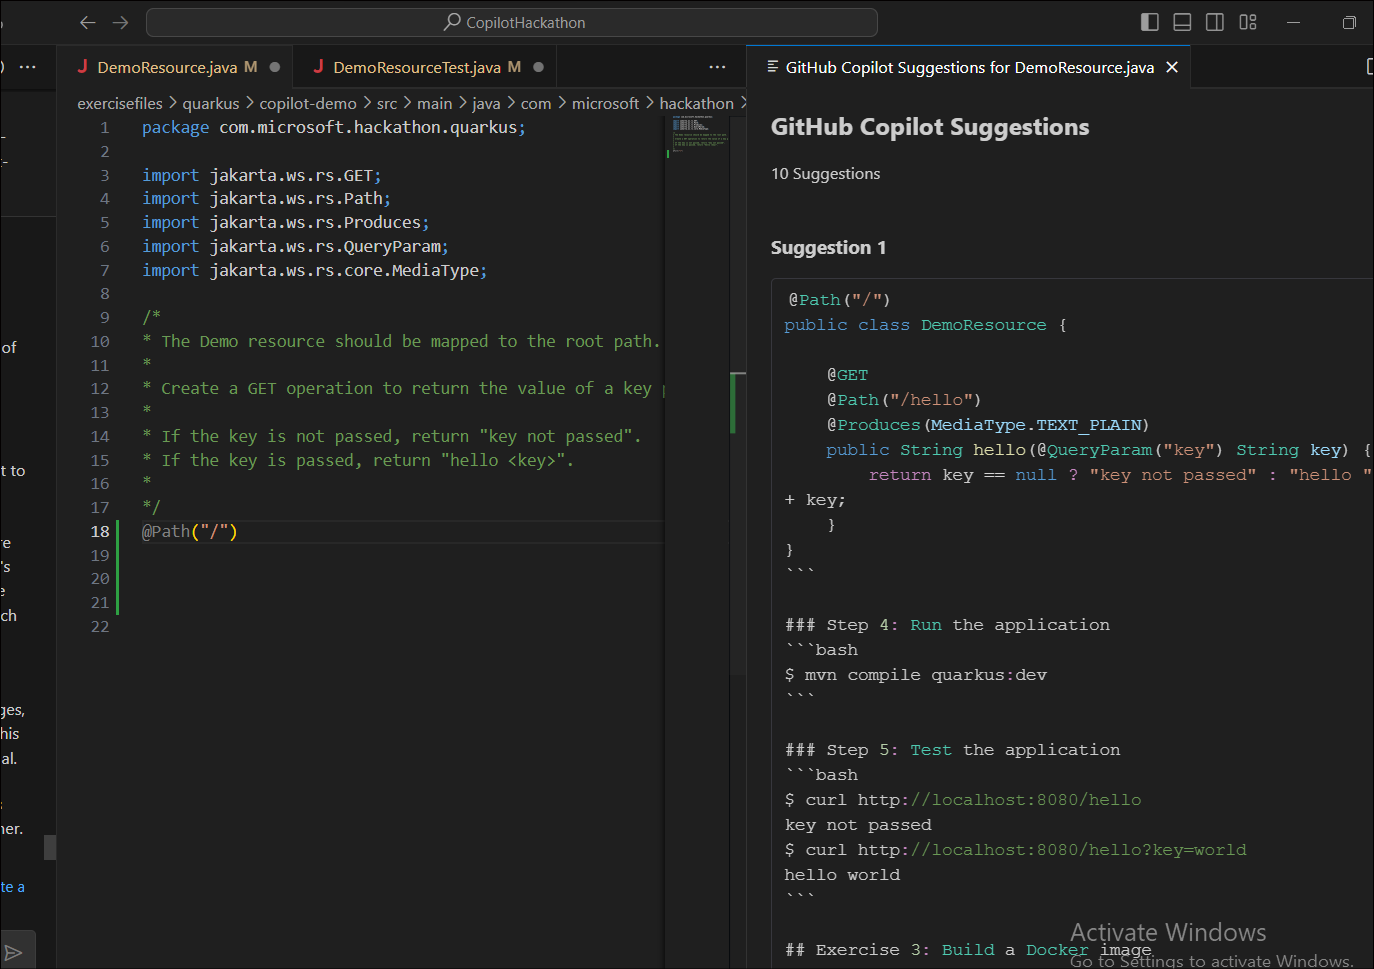 CopilotHackathon
DemoResource.java M
DemoResourceTest.java M
GitHub Copilot Suggestions for DemoResource.java
exercisefiles > quarkus > copilot-demo > src > main > java > com > microsoft > hackathon >
1 package com.microsoft.hackathon.quarkus;
2
3 import jakarta.ws.rs.GET;
4 import jakarta.ws.rs.Path;
5 import jakarta.ws.rs.Produces;
6 import jakarta.ws.rs.QueryParam;
7 import jakarta.ws.rs.core.MediaType;
8
9 /*
10 * The Demo resource should be mapped to the root path.
11 *
12 * Create a GET operation to return the value of a key
13 *
14 * If the key is not passed, return "key not passed".
15 * If the key is passed, return "hello <key>".
16 *
17 */
18 @Path("/")
19
20
21
22
of
t to
re
's
e
ch
ges,
his
al.
her.
te a
GitHub Copilot Suggestions
10 Suggestions
Suggestion 1
@Path("/")
public class DemoResource {
@GET
@Path("/hello")
@Produces(MediaType.TEXT_PLAIN)
public String hello(@QueryParam("key") String key) {
return key == null ? "key not passed" : "hello "
+ key;
}
}
```
### Step 4: Run the application
```bash
$ mvn compile quarkus:dev
```
### Step 5: Test the application
```bash
$ curl http://localhost:8080/hello
key not passed
$ curl http://localhost:8080/hello?key=world
hello world
```
## Exercise 3: Build a Docker image
Activate Windows
Go to Settings to activate Windows.